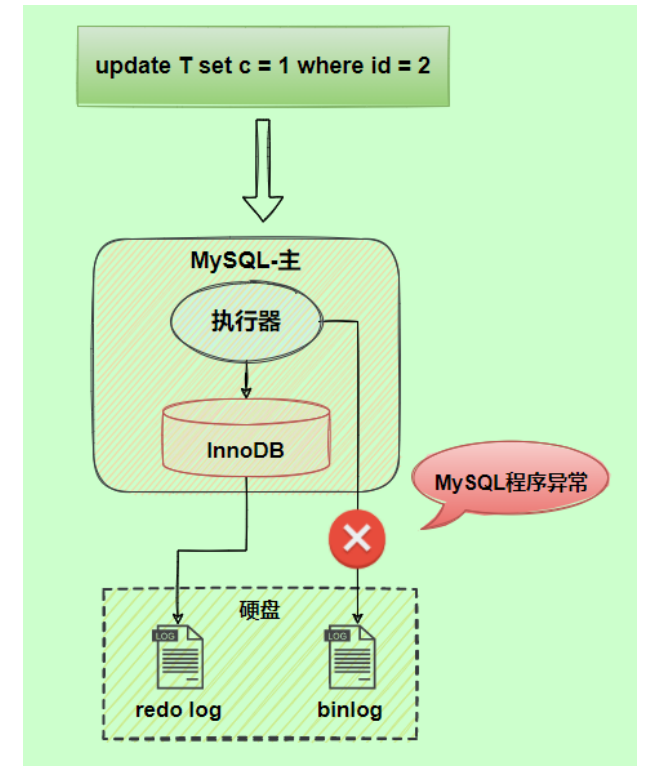 update T set c = 1 where id = 2
MySQL-主
执行器
InnoDB
MySQL程序异常
硬盘
LOG
LOG
redo log
binlog